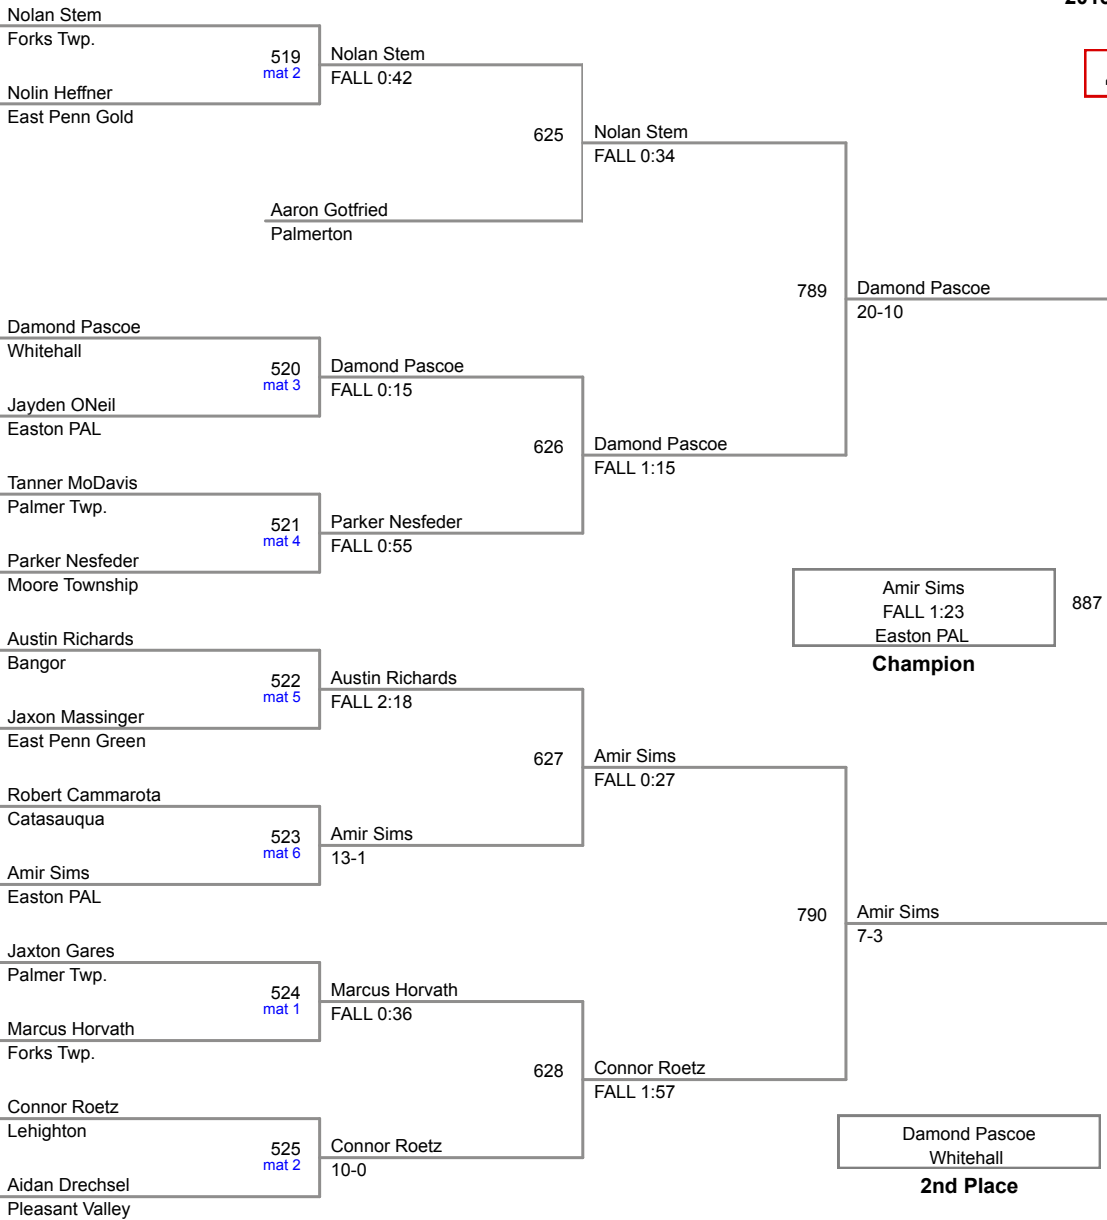 Nolan Stem
Forks Twp.
519
mat 2
Nolin Heffner
East Penn Gold
Nolan Stem
FALL 0:42
625
Aaron Gotfried
Palmerton
Nolan Stem
FALL 0:34
Damond Pascoe
Whitehall
520
mat 3
Jayden ONeil
Easton PAL
Damond Pascoe
FALL 0:15
626
Tanner MoDavis
Palmer Twp.
521
mat 4
Parker Nesfeder
Moore Township
Parker Nesfeder
FALL 0:55
Damond Pascoe
FALL 1:15
789
Damond Pascoe
20-10
Amir Sims
FALL 1:23
Easton PAL
887
Champion
Austin Richards
Bangor
522
mat 5
Jaxon Massinger
East Penn Green
Austin Richards
FALL 2:18
627
Robert Cammarota
Catasauqua
523
mat 6
Amir Sims
Easton PAL
Amir Sims
13-1
Amir Sims
FALL 0:27
790
Amir Sims
7-3
Jaxton Gares
Palmer Twp.
524
mat 1
Marcus Horvath
Forks Twp.
Marcus Horvath
FALL 0:36
628
Connor Roetz
Lehighton
525
mat 2
Aidan Drechsel
Pleasant Valley
Connor Roetz
10-0
Connor Roetz
FALL 1:57
Damond Pascoe
Whitehall
2nd Place